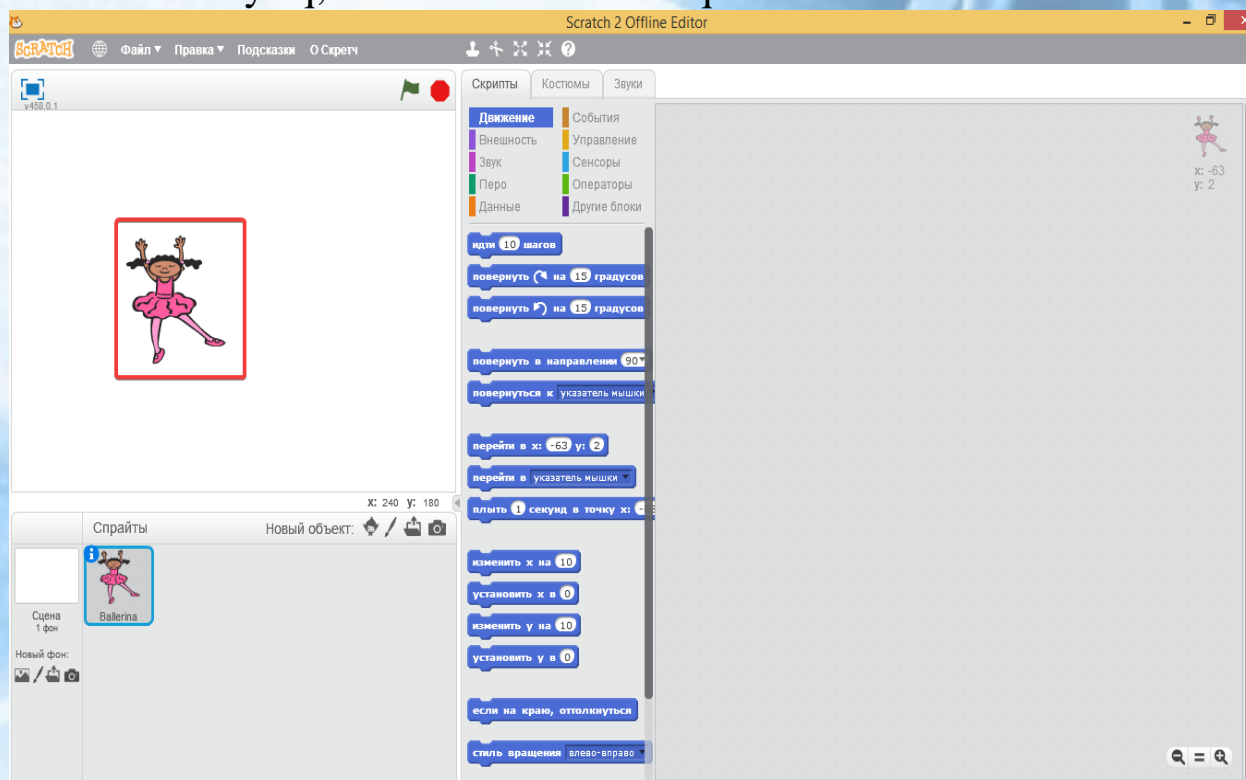 Scratch 2 Offline Editor
SCRATCH Файл Правка Подсказки О Скретч
v458.0.1
Скрипты Костюмы Звуки
Движение События
Внешность Управление
Звук Сенсоры
Перо Операторы
Данные Другие блоки
x: -63
y: 2
идти 10 шагов
повернуть на 15 градусов
повернуть на 15 градусов
повернуть в направлении 90
повернуться к указатель мышки
перейти в x: -63 y: 2
перейти в указатель мышки
плыть 1 секунд в точку x:
изменить x на 10
установить x в 0
изменить y на 10
установить y в 0
если на краю, оттолкнуться
стиль вращения влево-вправо
X: 240 y: 180
Спрайты Новый объект:
Ballerina
Сцена
1 фон
Новый фон: